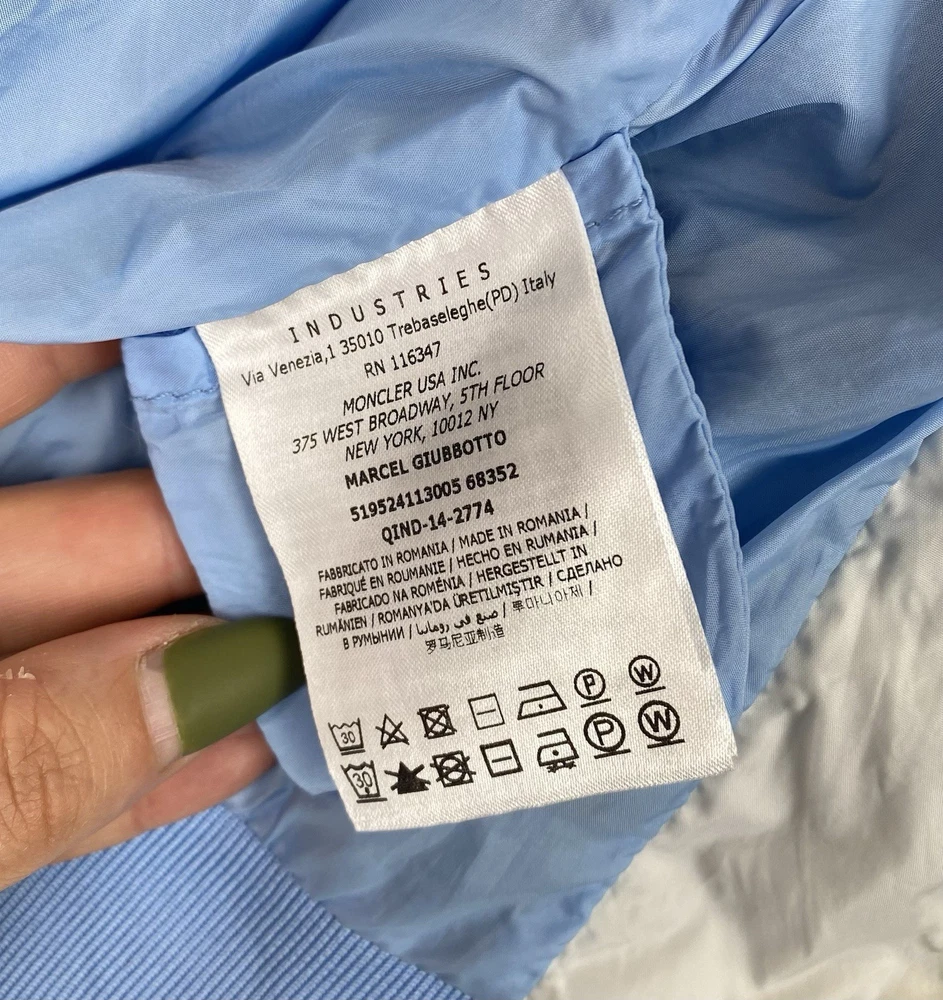 INDUSTRIES
Via Venezia,1 35010 Trebaseleghe(PD) Italy
RN 116347
MONCLER USA INC.
375 WEST BROADWAY, 5TH FLOOR
NEW YORK, 10012 NY
MARCEL GIUBBOTTO
519524113005 68352
QIND-14-2774
FABBRICATO IN ROMANIA / MADE IN ROMANIA /
FABRIQUÉ EN ROUMANIE / HECHO EN RUMANIA /
FABRICADO NA ROMÉNIA / HERGESTELLT IN
RUMÄNIEN / ROMANYA'DA ÜRETILMIŞTIR / СДЕЛАНО
В РУМЫНИИ / صنع في رومانيا / 루마니아제 /
罗马尼亚制造
30 P W
30 P W